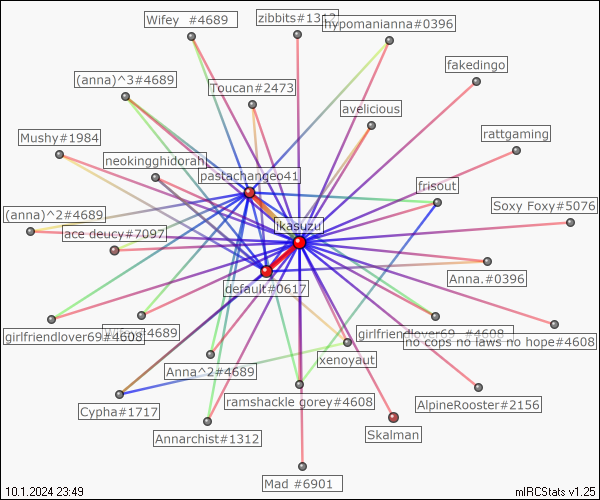 Wifey #4689
zibbits#1312
hypomanianna#0396
fakedingo
(anna)^3#4689
Toucan#2473
avelicious
Mushy#1984
rattgaming
neokingghidorah
pastachangeo41
frisout
Soxy Foxy#5076
(anna)^2#4689
ikasuzu
ace deucy#7097
Anna.#0396
default#0617
girlfriendlover69#4608
#4689
girlfriendlover69 #4608
no cops no laws no hope#4608
xenoyaut
Anna^2#4689
Cypha#1717
ramshackle gorey#4608
AlpineRooster#2156
Annarchist#1312
Skalman
Mad #6901
10.1.2024 23:49
mIRCStats v1.25